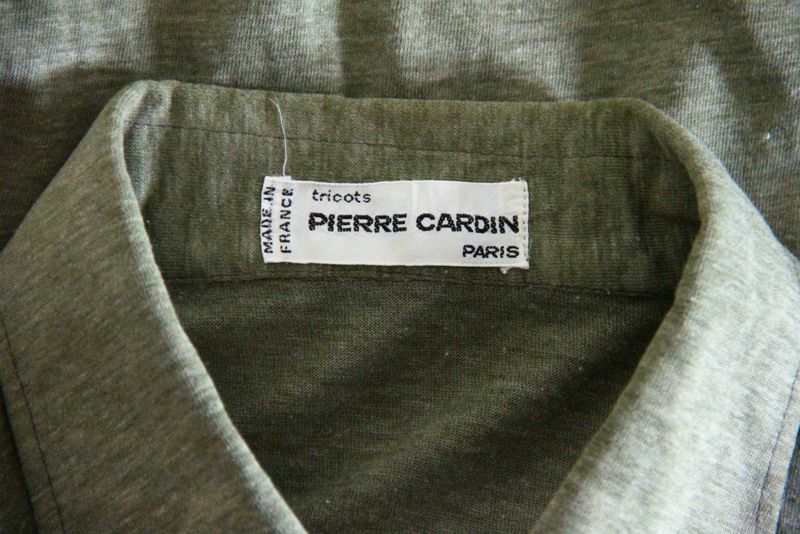 MADE IN
FRANCE
tricots
PIERRE CARDIN
PARIS